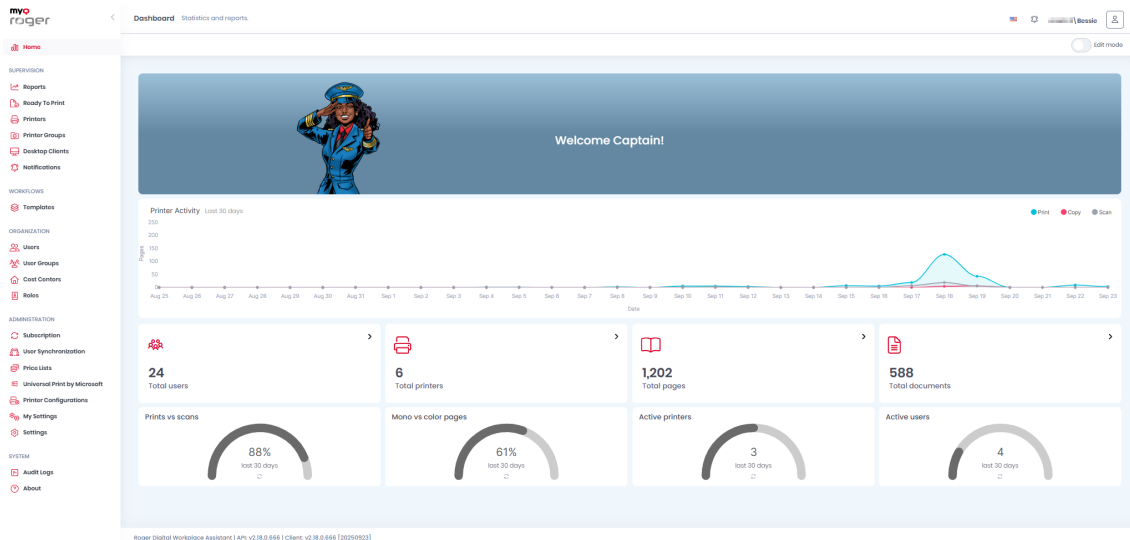 myQ
roger
Dashboard Statistics and reports.
\Bessie
Edit mode
Home
SUPERVISION
Reports
Ready To Print
Printers
Printer Groups
Desktop Clients
Notifications
WORKFLOWS
Templates
ORGANIZATION
Users
User Groups
Cost Centers
Roles
ADMINISTRATION
Subscription
User Synchronization
Price Lists
Universal Print by Microsoft
Printer Configurations
My Settings
Settings
SYSTEM
Audit Logs
About
Welcome Captain!
Printer Activity Last 30 days
Print Copy Scan
250
200
150
100
50
0
Pages
Aug 25 Aug 26 Aug 27 Aug 28 Aug 29 Aug 30 Aug 31 Sep 1 Sep 2 Sep 3 Sep 4 Sep 5 Sep 6 Sep 7 Sep 8 Sep 9 Sep 10 Sep 11 Sep 12 Sep 13 Sep 14 Sep 15 Sep 16 Sep 17 Sep 18 Sep 19 Sep 20 Sep 21 Sep 22 Sep 23
Date
24
Total users
6
Total printers
1,202
Total pages
588
Total documents
Prints vs scans
88%
last 30 days
Mono vs color pages
61%
last 30 days
Active printers
3
last 30 days
Active users
4
last 30 days
Roger Digital Workplace Assistant | API: v2.18.0.666 | Client: v2.18.0.666 [20250923]